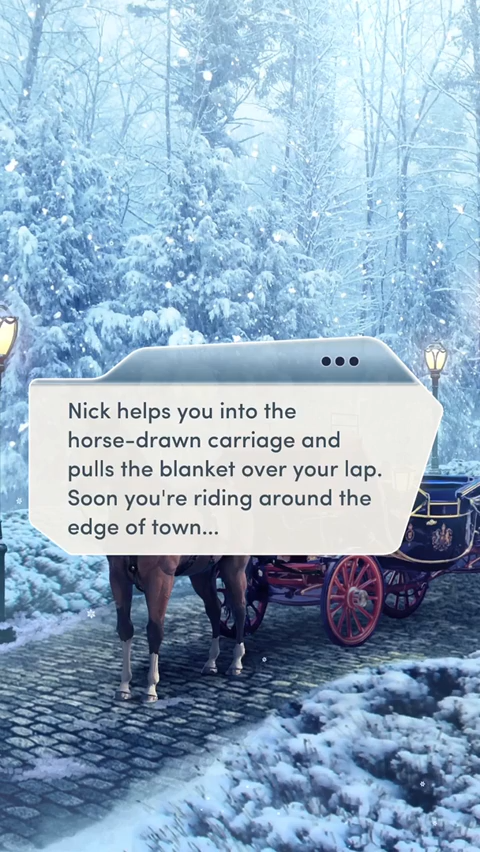 Nick helps you into the
horse-drawn carriage and
pulls the blanket over your lap.
Soon you're riding around the
edge of town...